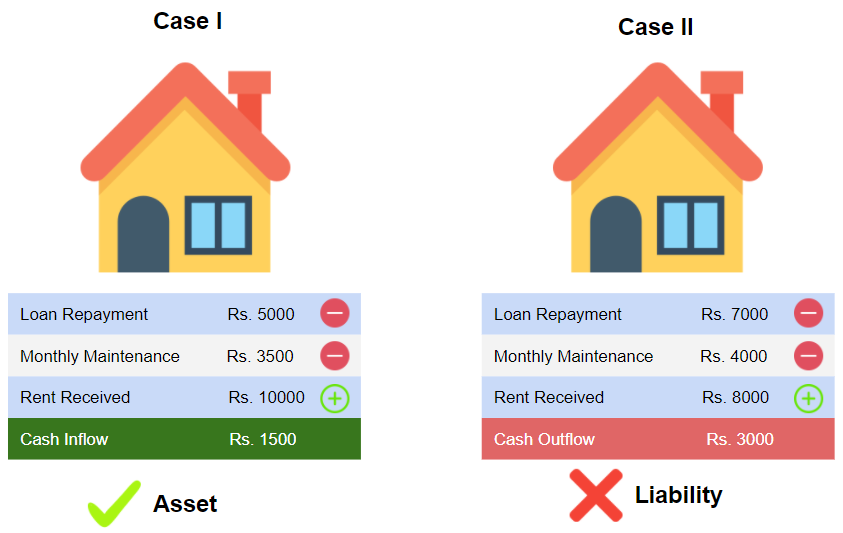 Case I
Loan Repayment Rs. 5000
Monthly Maintenance Rs. 3500
Rent Received Rs. 10000
Cash Inflow Rs. 1500
Asset
Case II
Loan Repayment Rs. 7000
Monthly Maintenance Rs. 4000
Rent Received Rs. 8000
Cash Outflow Rs. 3000
Liability